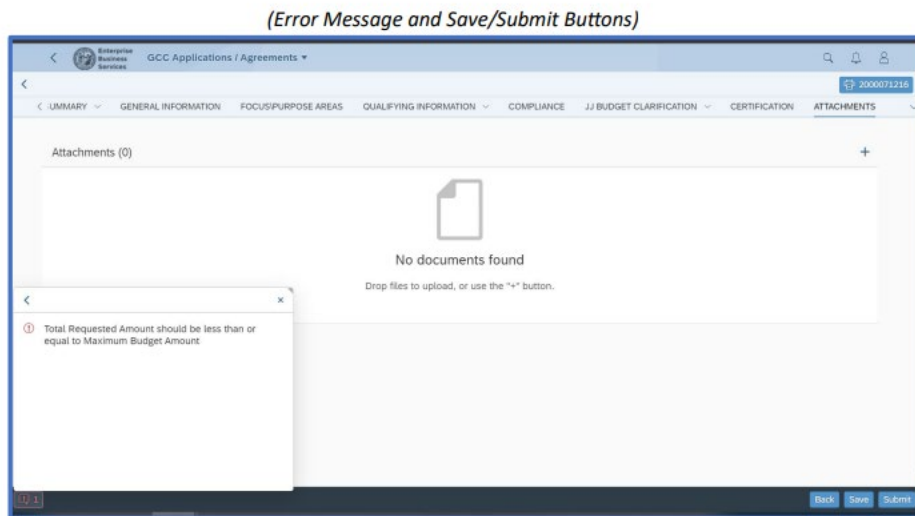 (Error Message and Save/Submit Buttons)
Enterprise
Business
Services
GCC Applications / Agreements
2000071216
UMMARY GENERAL INFORMATION FOCUS\PURPOSE AREAS QUALIFYING INFORMATION COMPLIANCE JJ BUDGET CLARIFICATION CERTIFICATION ATTACHMENTS
Attachments (0)
No documents found
Drop files to upload, or use the "+" button.
Total Requested Amount should be less than or
equal to Maximum Budget Amount
1
Back Save Submit